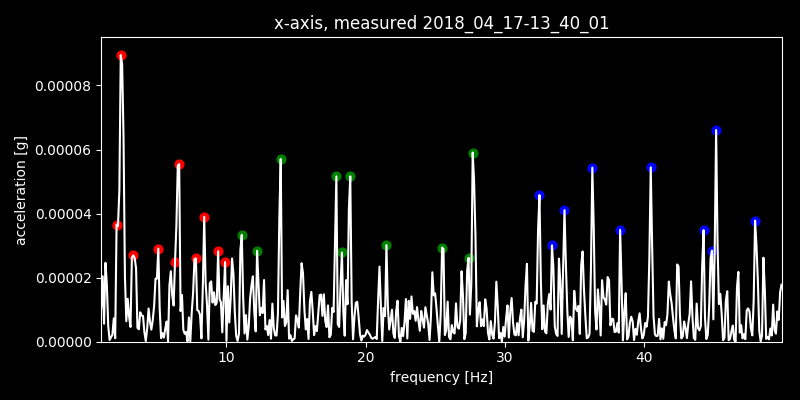 x-axis, measured 2018_04_17-13_40_01
0.00008
0.00006
0.00004
0.00002
0.00000
acceleration [g]
10 20 30 40
frequency [Hz]